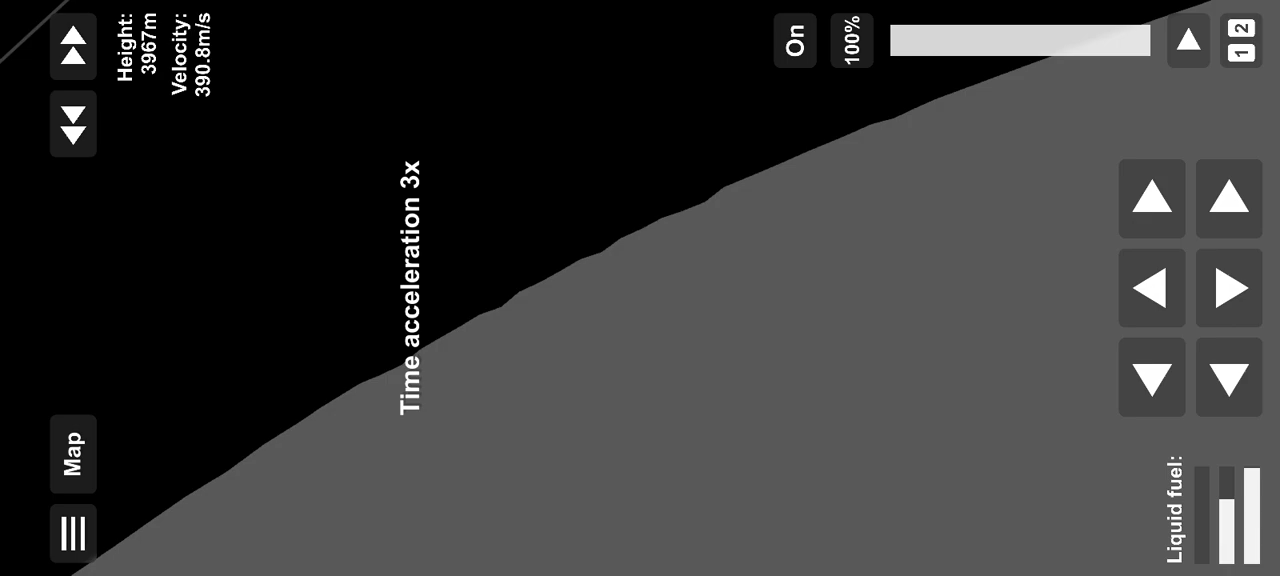 Height:
3967m
Velocity:
390.8m/s
Map
Time acceleration 3x
On
100%
1 2
Liquid fuel: